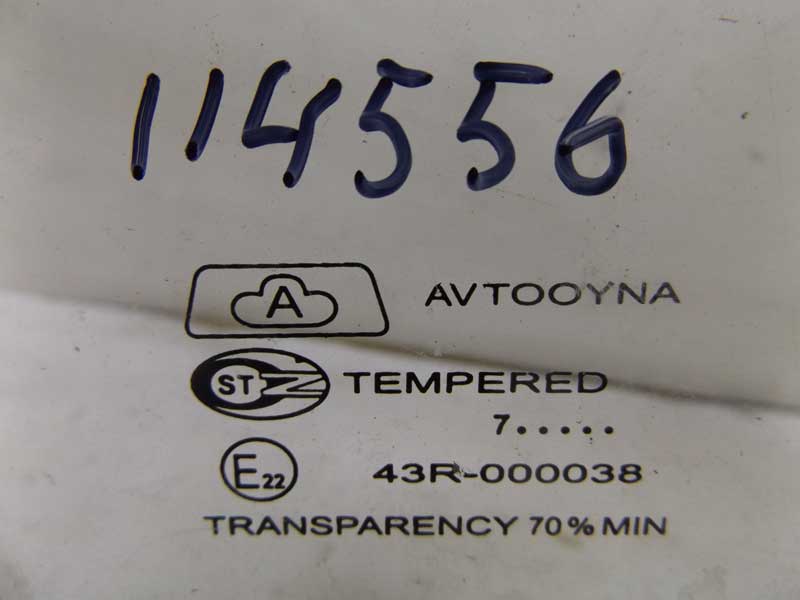 114556
A AVTOOYNA
ST TEMPERED
7.....
E22 43R-000038
TRANSPARENCY 70% MIN